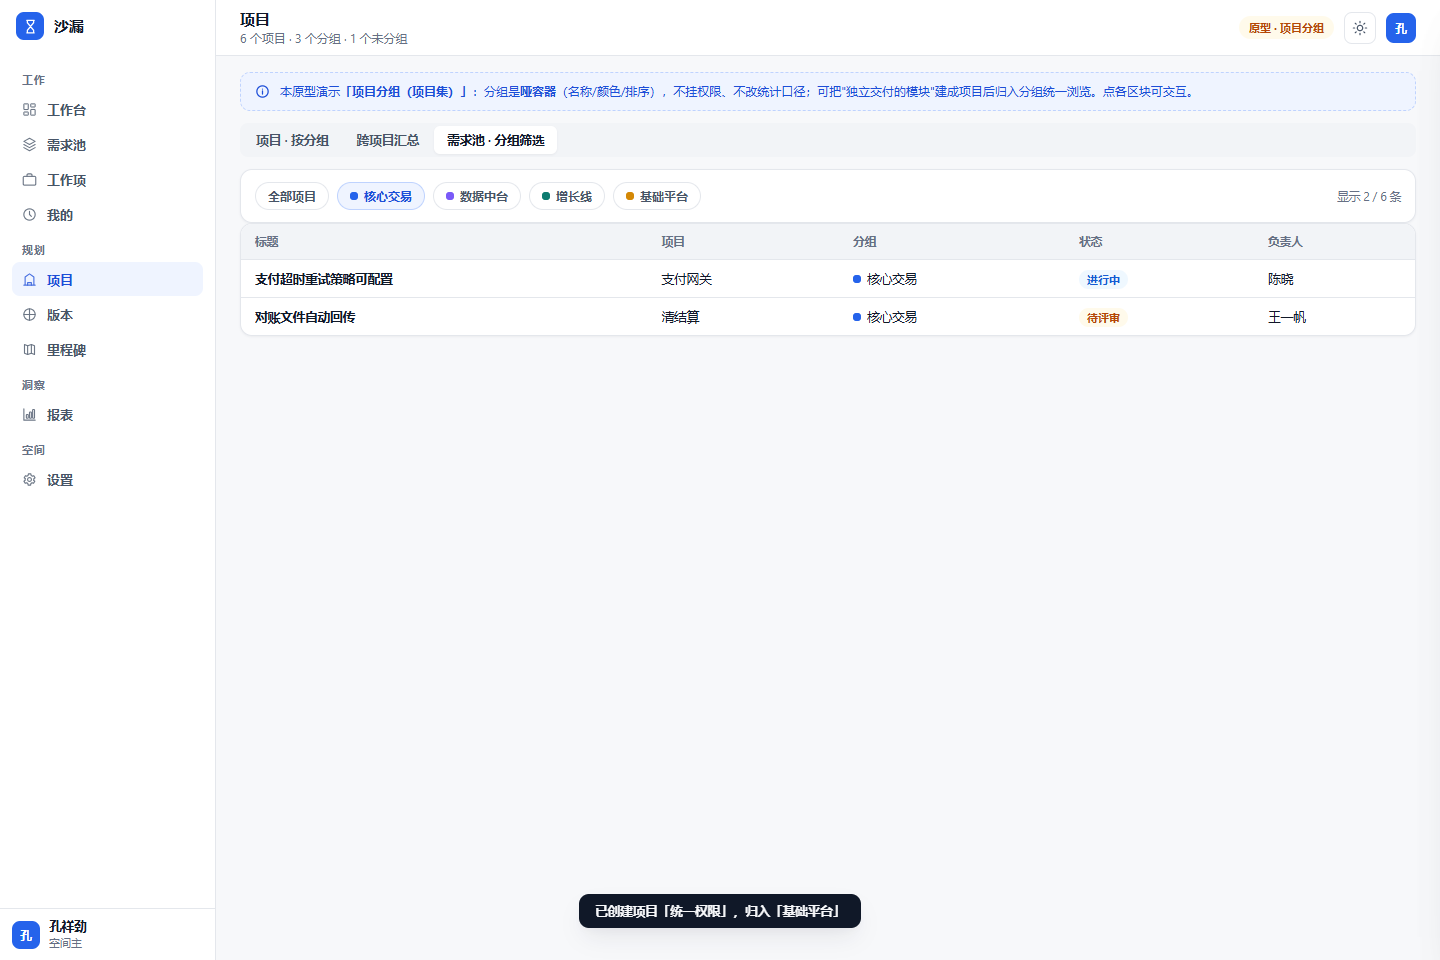 沙漏
工作
工作台
需求池
工作项
我的
规划
项目
版本
里程碑
洞察
报表
空间
设置
孔
孔祥劲
空间主
项目
6 个项目 · 3 个分组 · 1 个未分组
原型 · 项目分组
孔
本原型演示「项目分组（项目集）」：分组是哑容器（名称/颜色/排序），不挂权限、不改统计口径；可把"独立交付的模块"建成项目后归入分组统一浏览。点各区块可交互。
项目 · 按分组 跨项目汇总 需求池 · 分组筛选
全部项目 核心交易 数据中台 增长线 基础平台 显示 2 / 6 条
标题 项目 分组 状态 负责人
支付超时重试策略可配置 支付网关 核心交易 进行中 陈晓
对账文件自动回传 清结算 核心交易 待评审 王一帆
已创建项目「统一权限」，归入「基础平台」